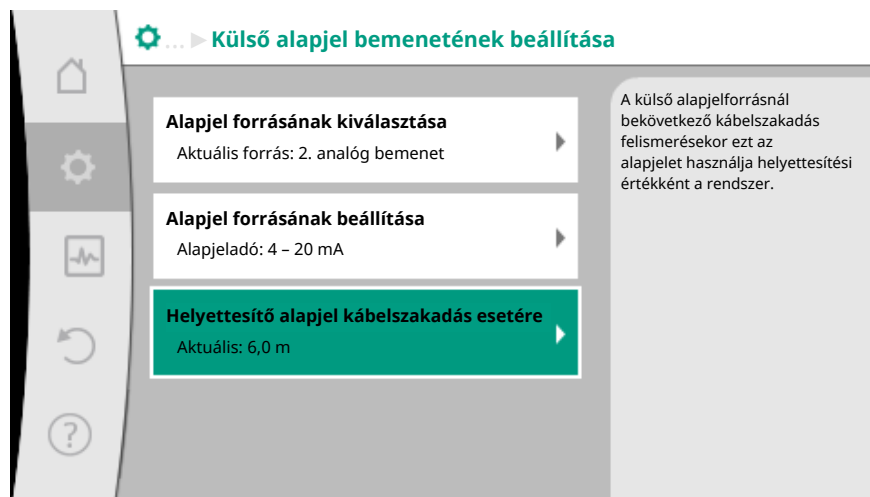 ... ▶ Külső alapjel bemenetének beállítása
Alapjel forrásának kiválasztása
Aktuális forrás: 2. analóg bemenet
Alapjel forrásának beállítása
Alapjeladó: 4 – 20 mA
Helyettesítő alapjel kábelszakadás esetére
Aktuális: 6,0 m
A külső alapjelforrásnál
bekövetkező kábelszakadás
felismerésekor ezt az
alapjelet használja helyettesítési
értékként a rendszer.
?